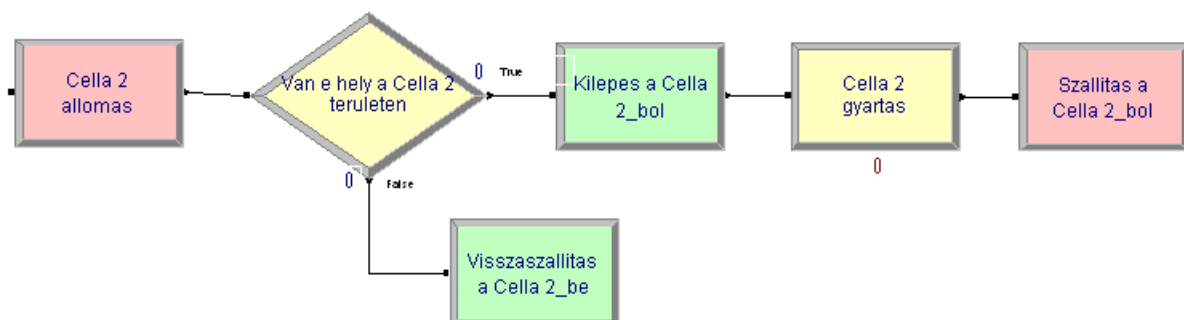 Cella 2
allomas
Van e hely a Cella 2
teruleten
0 True
0 False
Kilepes a Cella
2_bol
Cella 2
gyartas
0
Szallitas a
Cella 2_bol
Visszaszallitas
a Cella 2_be